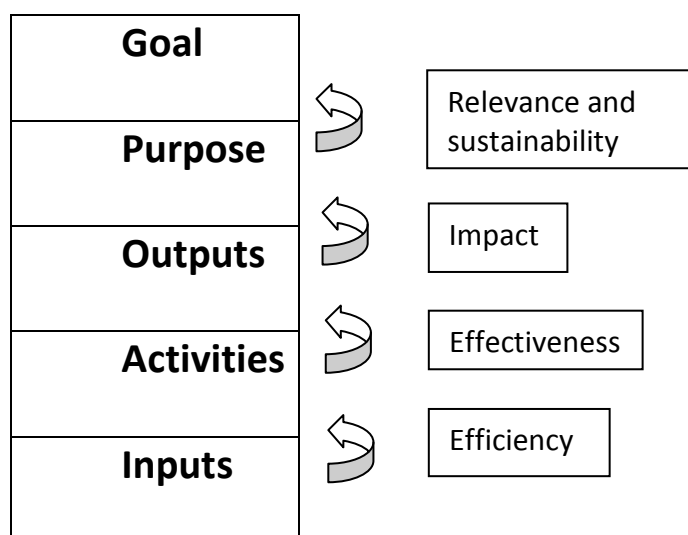 Goal
Relevance and
sustainability
Purpose
Impact
Outputs
Effectiveness
Activities
Efficiency
Inputs